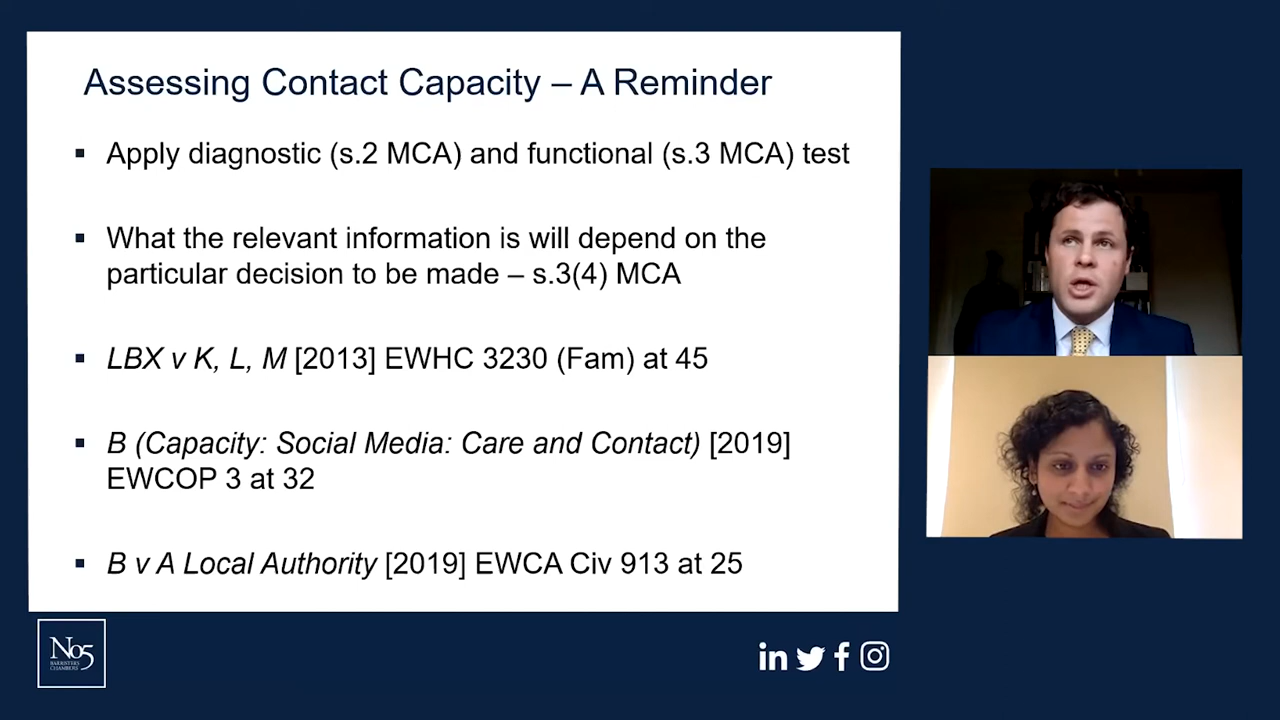 Assessing Contact Capacity – A Reminder
▪ Apply diagnostic (s.2 MCA) and functional (s.3 MCA) test
▪ What the relevant information is will depend on the
particular decision to be made – s.3(4) MCA
▪ LBX v K, L, M [2013] EWHC 3230 (Fam) at 45
▪ B (Capacity: Social Media: Care and Contact) [2019]
EWCOP 3 at 32
▪ B v A Local Authority [2019] EWCA Civ 913 at 25
No5
BARRISTERS
CHAMBERS